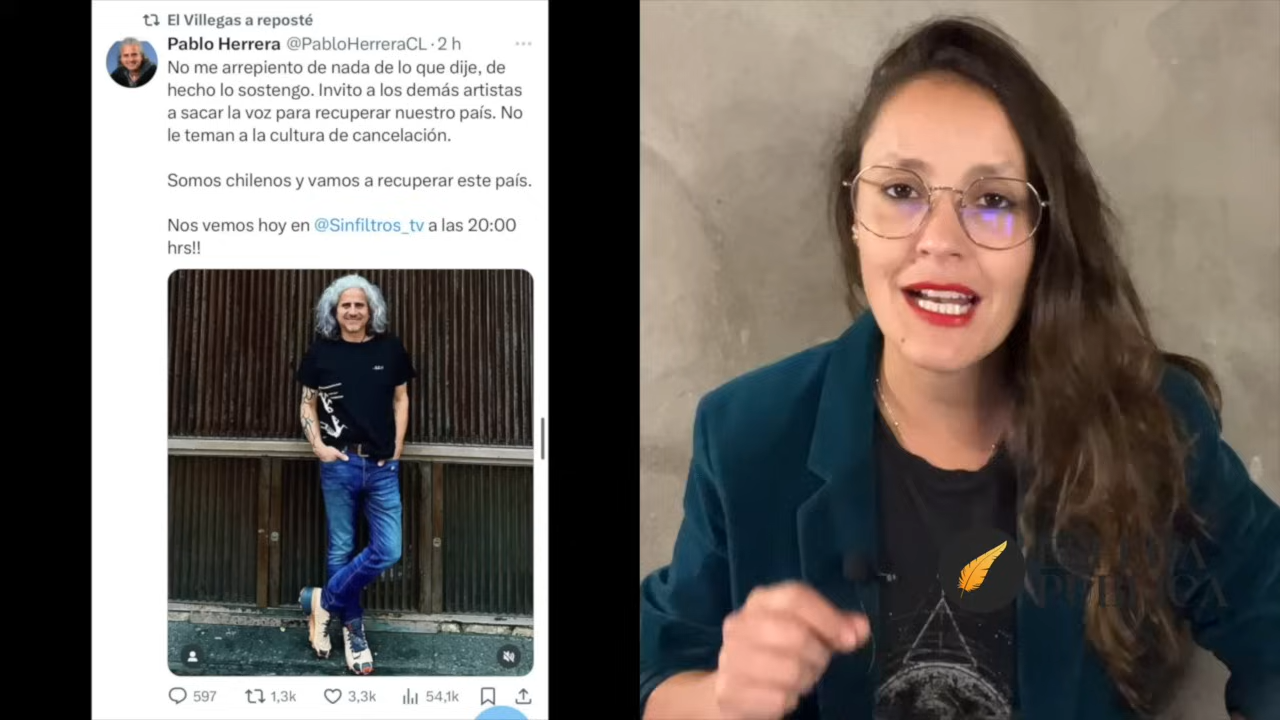 El Villegas a reposté
Pablo Herrera @PabloHerreraCL · 2 h
No me arrepiento de nada de lo que dije, de
hecho lo sostengo. Invito a los demás artistas
a sacar la voz para recuperar nuestro país. No
le teman a la cultura de cancelación.
Somos chilenos y vamos a recuperar este país.
Nos vemos hoy en @Sinfiltros_tv a las 20:00
hrs!!
597 1,3k 3,3k 54,1k